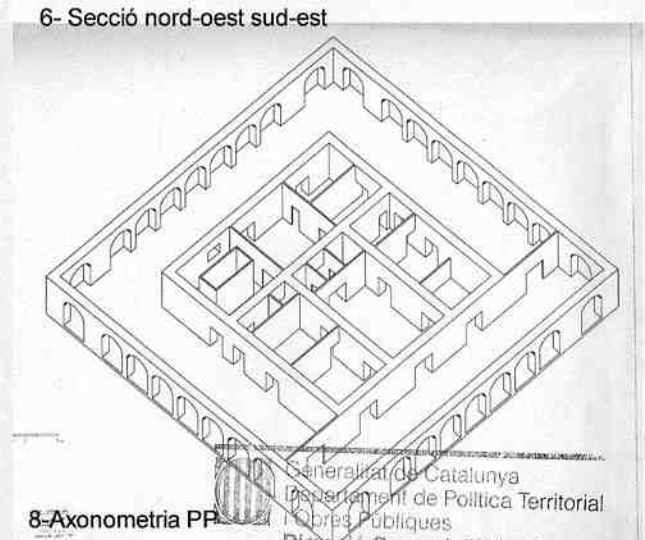 6- Secció nord-oest sud-est
Generalitat de Catalunya
Departament de Política Territorial
i Obres Públiques
8-Axonometria PP